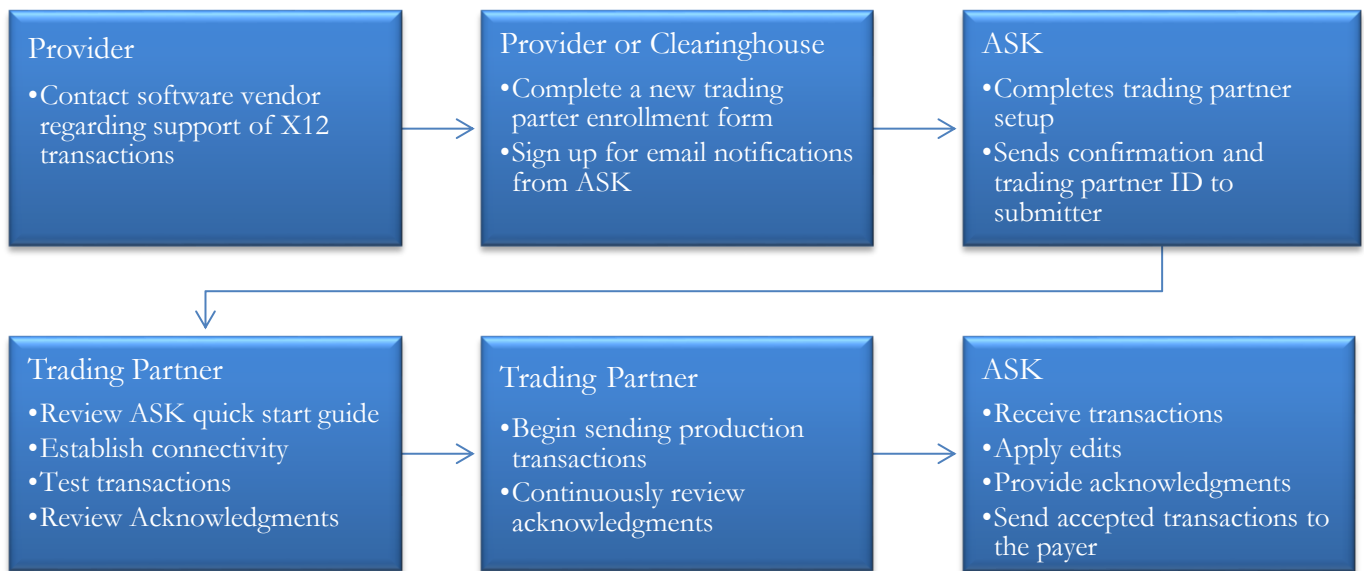 Provider
•Contact software vendor
regarding support of X12
transactions
Provider or Clearinghouse
•Complete a new trading
parter enrollment form
•Sign up for email notifications
from ASK
ASK
•Completes trading partner
setup
•Sends confirmation and
trading partner ID to
submitter
Trading Partner
•Review ASK quick start guide
•Establish connectivity
•Test transactions
•Review Acknowledgments
Trading Partner
•Begin sending production
transactions
•Continuously review
acknowledgments
ASK
•Receive transactions
•Apply edits
•Provide acknowledgments
•Send accepted transactions to
the payer